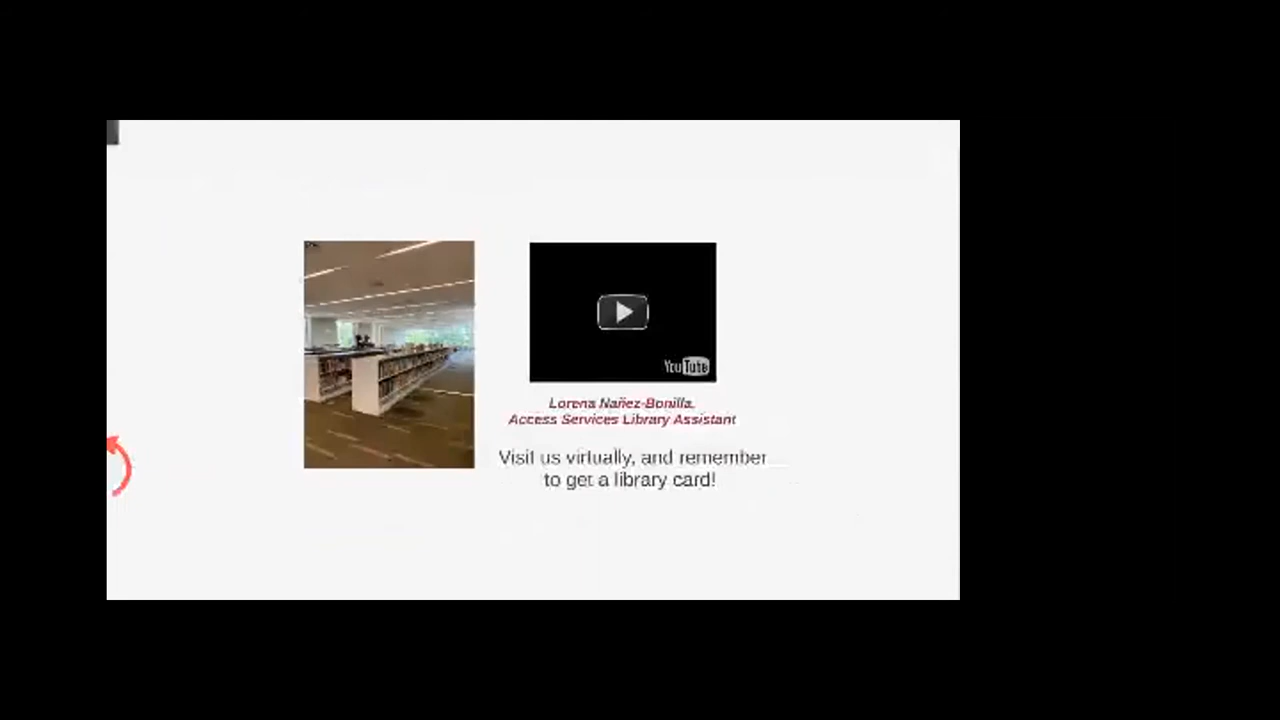 YouTube
Lorena Nañez-Bonilla,
Access Services Library Assistant
Visit us virtually, and remember
to get a library card!